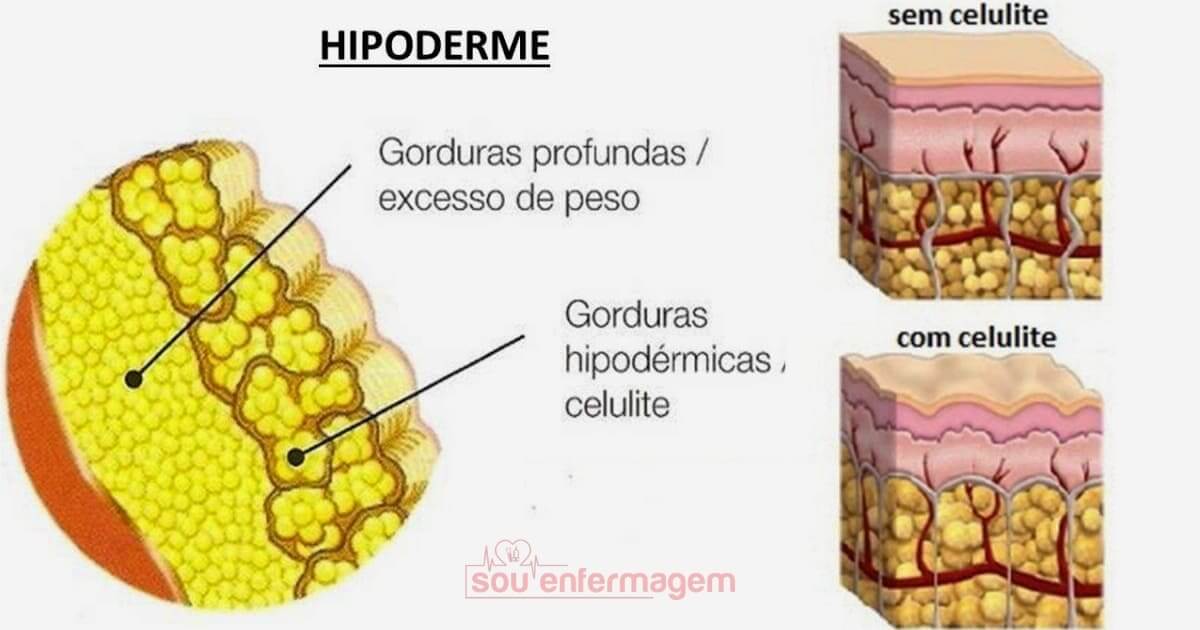 HIPODERME
Gorduras profundas /
excesso de peso
Gorduras
hipodérmicas /
celulite
sem celulite
com celulite
sou enfermagem